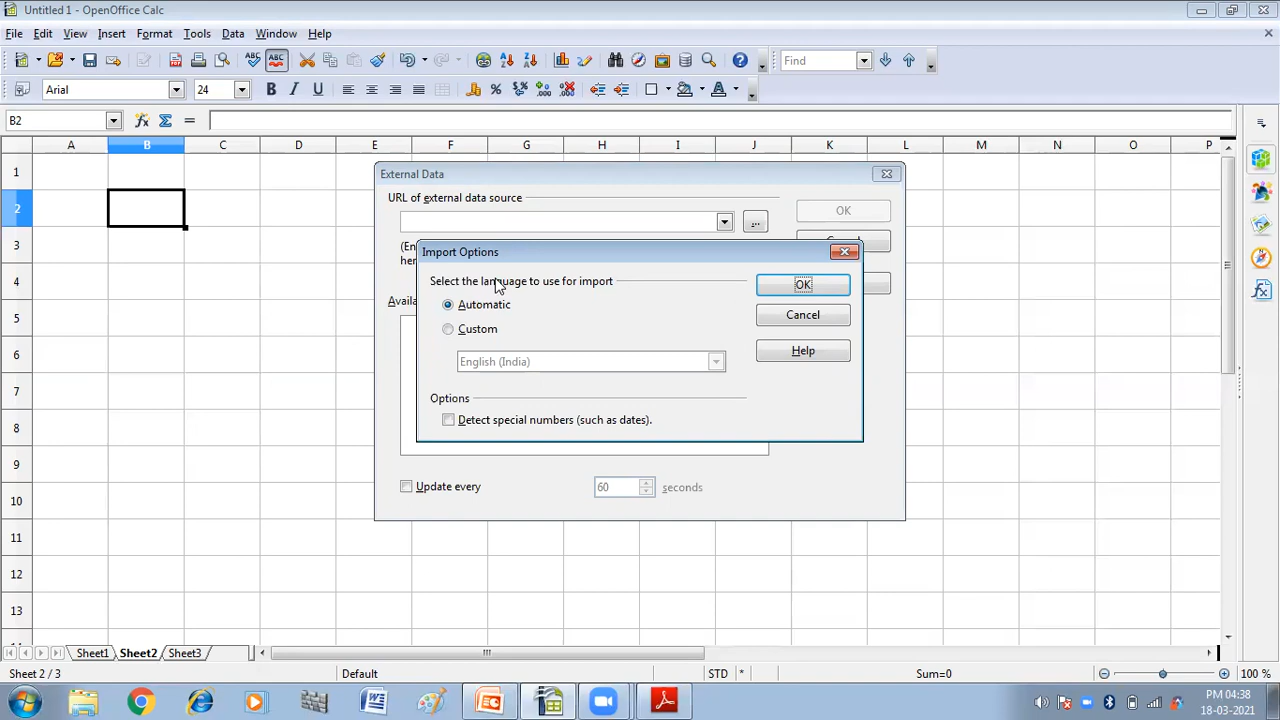 Untitled 1 - OpenOffice Calc
File Edit View Insert Format Tools Data Window Help
Find
Arial 24
B2
A B C D E F G H I J K L M N O P
1
2
3
4
5
6
7
8
9
10
11
12
13
External Data
URL of external data source
OK
...
(En
her
Availa
Update every 60 seconds
Import Options
Select the language to use for import
OK
Automatic
Cancel
Custom
Help
English (India)
Options
Detect special numbers (such as dates).
Sheet1 Sheet2 Sheet3
Sheet 2 / 3 Default STD * Sum=0 100 %
PM 04:38
18-03-2021